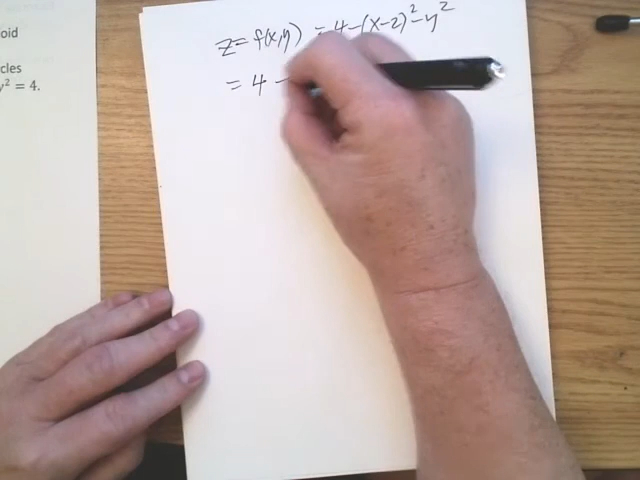 oid
cles
y² = 4.
z = f(x,y) = 4 - (x-2)² - y²
= 4 -